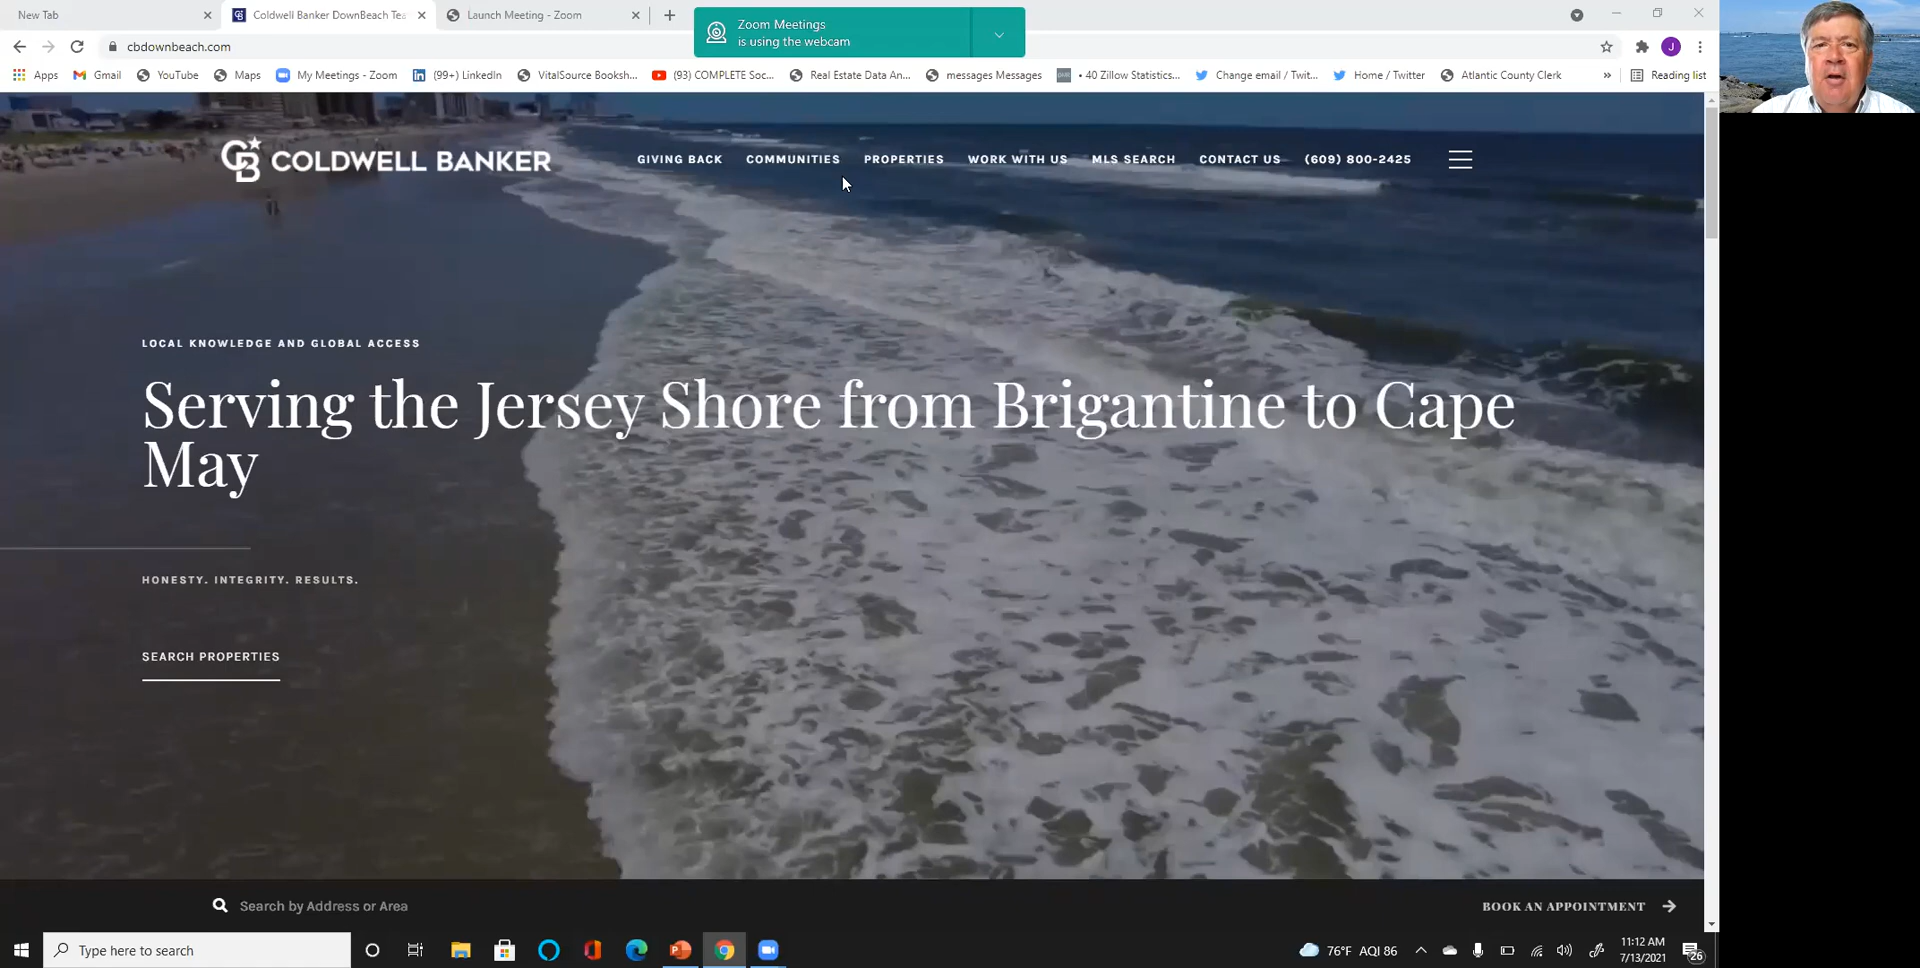 New Tab
Coldwell Banker DownBeach Tea
Launch Meeting - Zoom
Zoom Meetings
is using the webcam
cbdownbeach.com
J
Apps
Gmail
YouTube
Maps
My Meetings - Zoom
(99+) LinkedIn
VitalSource Booksh...
(93) COMPLETE Soc...
Real Estate Data An...
messages Messages
• 40 Zillow Statistics...
Change email / Twit...
Home / Twitter
Atlantic County Clerk
»
Reading list
CB COLDWELL BANKER
GIVING BACK
COMMUNITIES
PROPERTIES
WORK WITH US
MLS SEARCH
CONTACT US
(609) 800-2425
LOCAL KNOWLEDGE AND GLOBAL ACCESS
Serving the Jersey Shore from Brigantine to Cape
May
HONESTY. INTEGRITY. RESULTS.
SEARCH PROPERTIES
Search by Address or Area
BOOK AN APPOINTMENT
Type here to search
76°F AQI 86
11:12 AM
7/13/2021
26